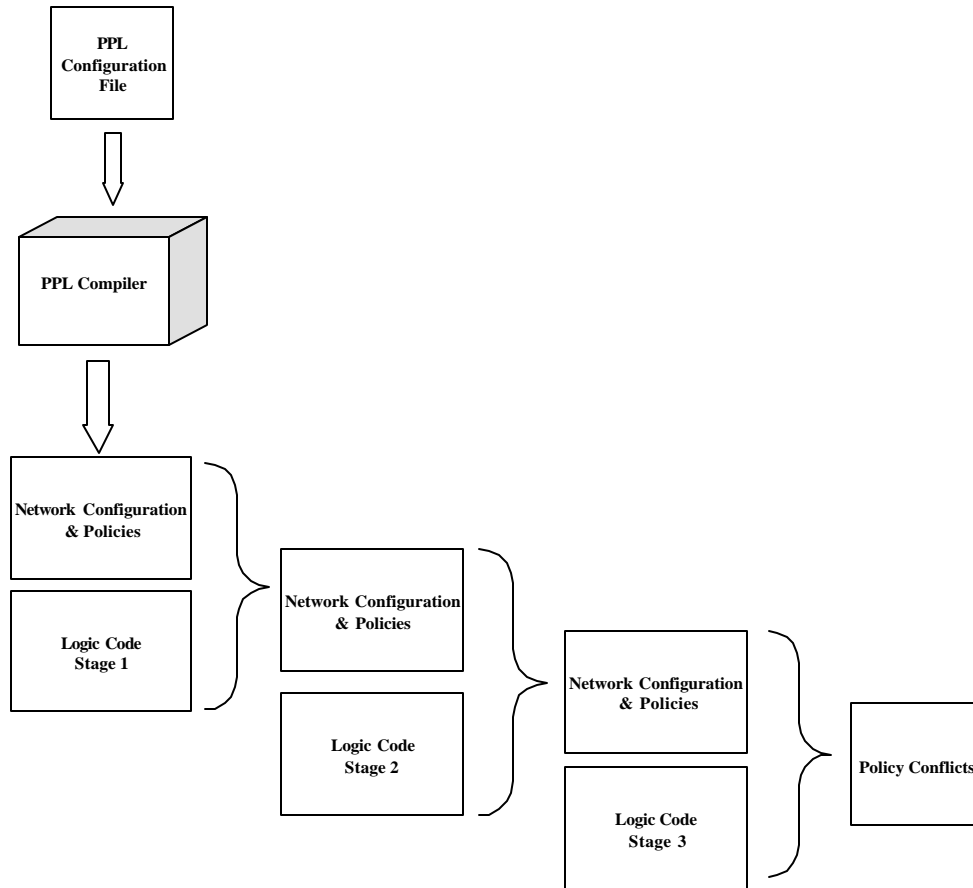 PPL
Configuration
File
PPL Compiler
Network Configuration
& Policies
Logic Code
Stage 1
Network Configuration
& Policies
Logic Code
Stage 2
Network Configuration
& Policies
Logic Code
Stage 3
Policy Conflicts